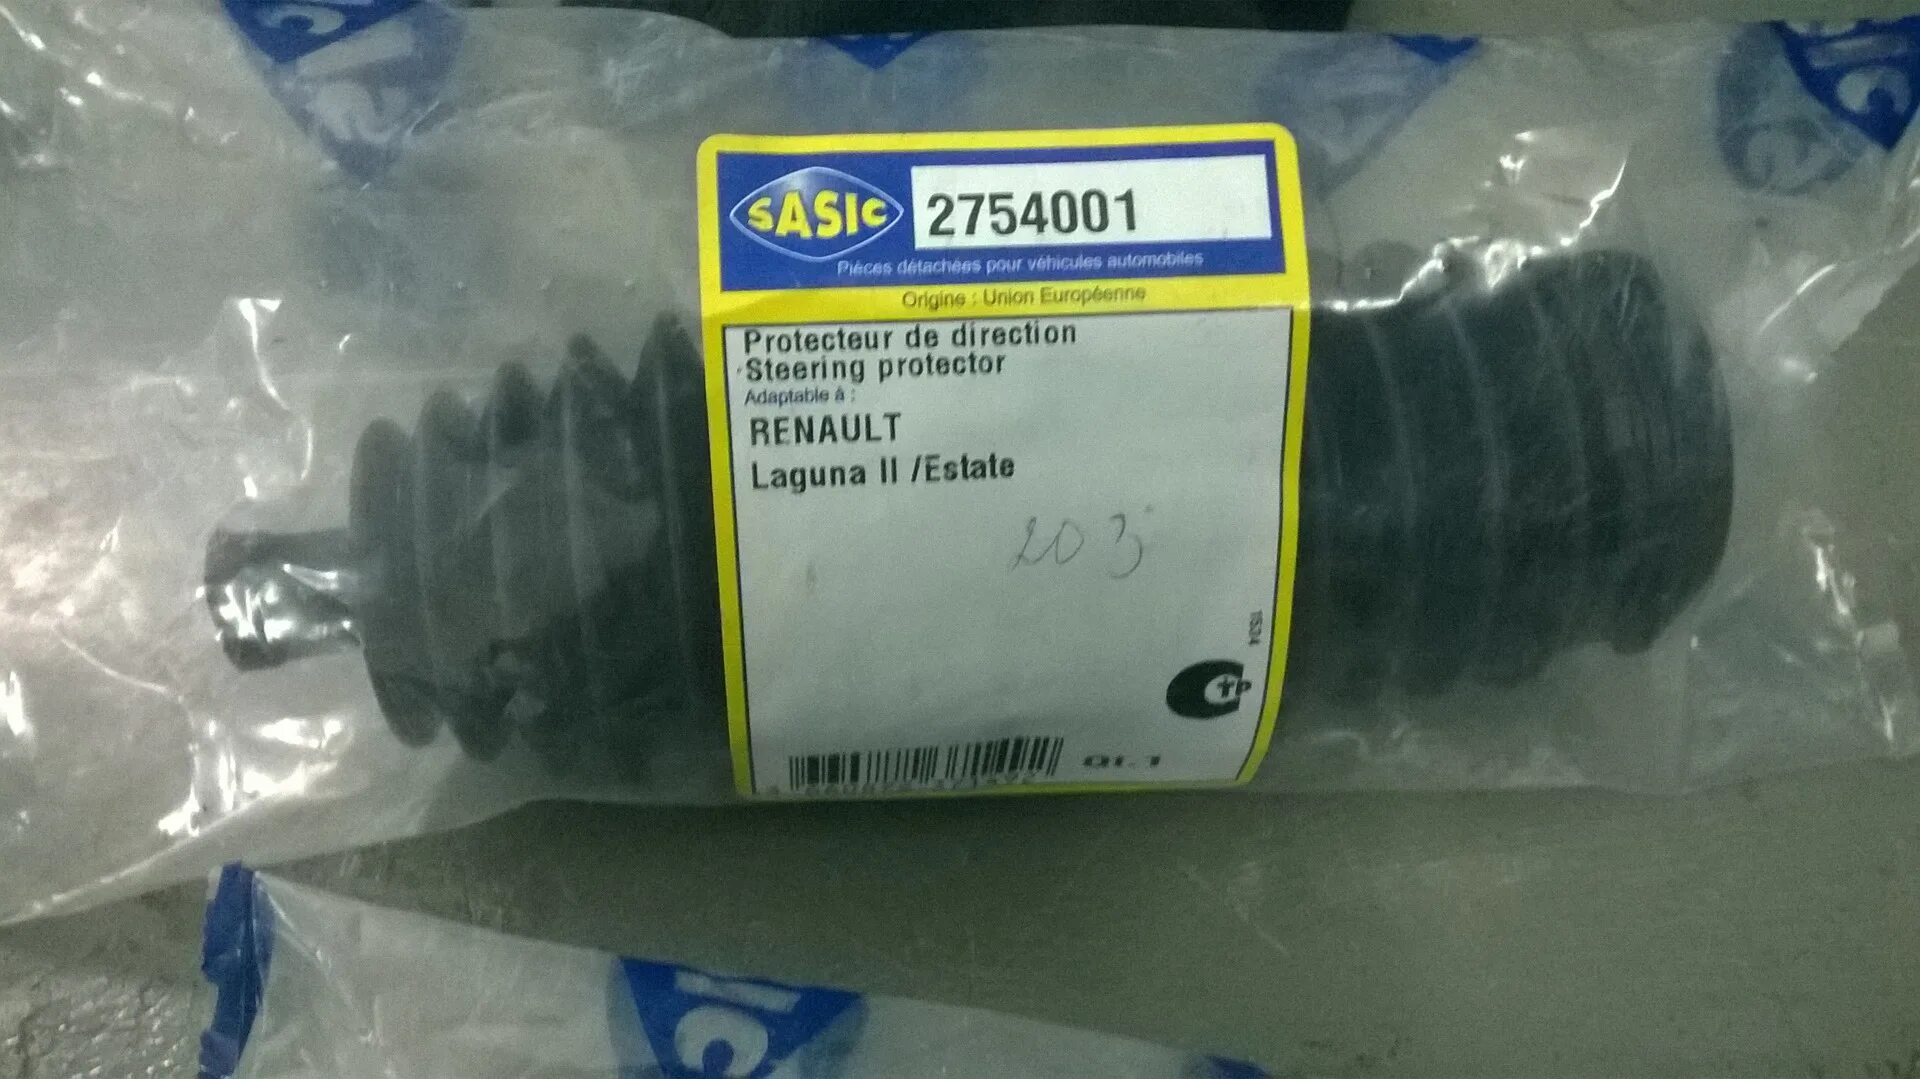 SASIC
2754001
Pièces détachées pour véhicules automobiles
Origine : Union Européenne
Protecteur de direction
Steering protector
Adaptable à :
RENAULT
Laguna II /Estate
203